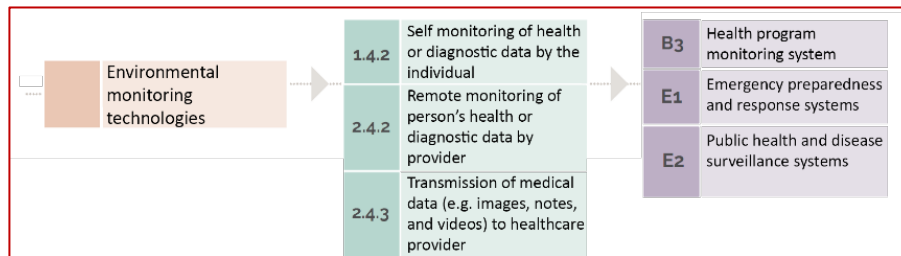 Environmental
monitoring
technologies
1.4.2
Self monitoring of health
or diagnostic data by the
individual
2.4.2
Remote monitoring of
person's health or
diagnostic data by
provider
2.4.3
Transmission of medical
data (e.g. images, notes,
and videos) to healthcare
provider
B3
Health program
monitoring system
E1
Emergency preparedness
and response systems
E2
Public health and disease
surveillance systems